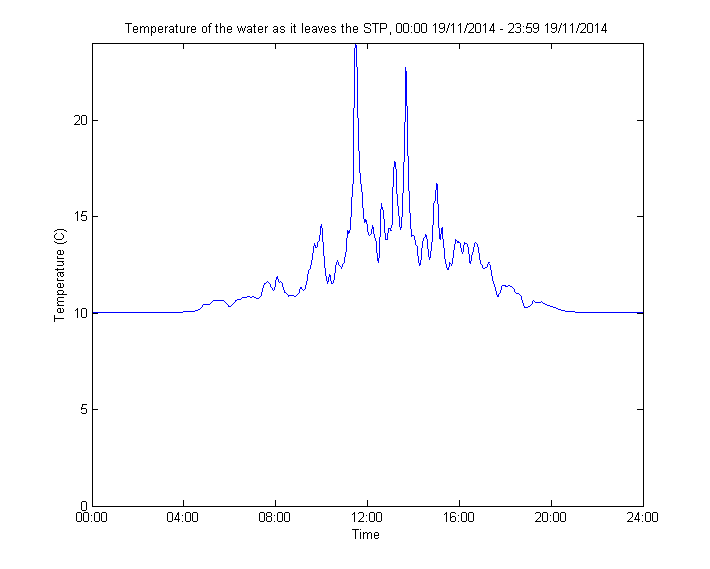 Temperature of the water as it leaves the STP, 00:00 19/11/2014 - 23:59 19/11/2014
20
15
10
5
0
Temperature (C)
00:00 04:00 08:00 12:00 16:00 20:00 24:00
Time